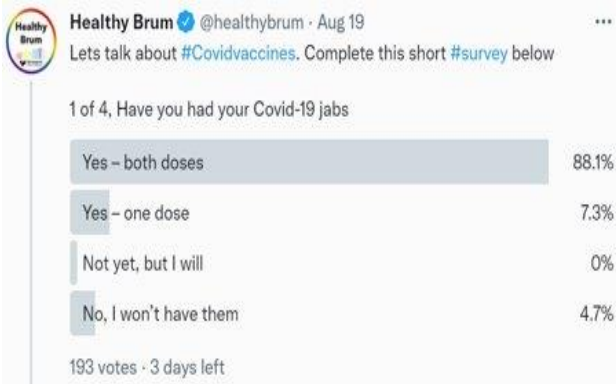 Healthy Brum @healthybrum · Aug 19 ...
Lets talk about #Covidvaccines. Complete this short #survey below
1 of 4, Have you had your Covid-19 jabs
Yes – both doses 88.1%
Yes – one dose 7.3%
Not yet, but I will 0%
No, I won't have them 4.7%
193 votes · 3 days left
Healthy
Brum